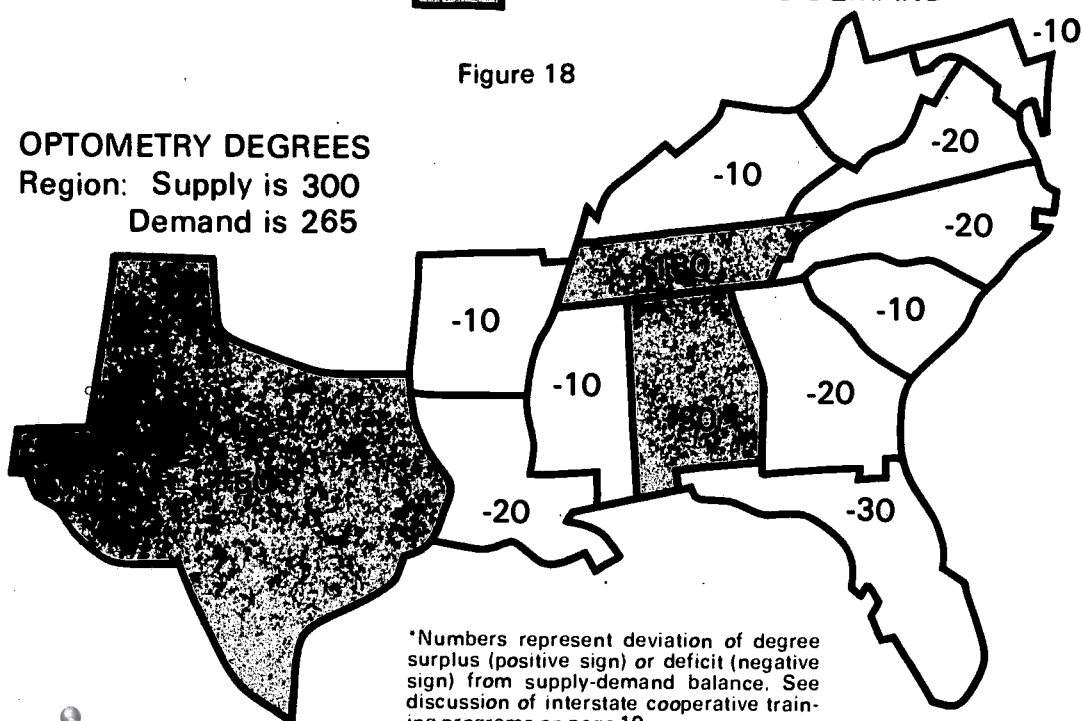 -10
Figure 18
OPTOMETRY DEGREES
Region: Supply is 300
Demand is 265
-20
-10
-20
-10
-10
-10
-20
-20
-30
*Numbers represent deviation of degree
surplus (positive sign) or deficit (negative
sign) from supply-demand balance. See
discussion of interstate cooperative train-